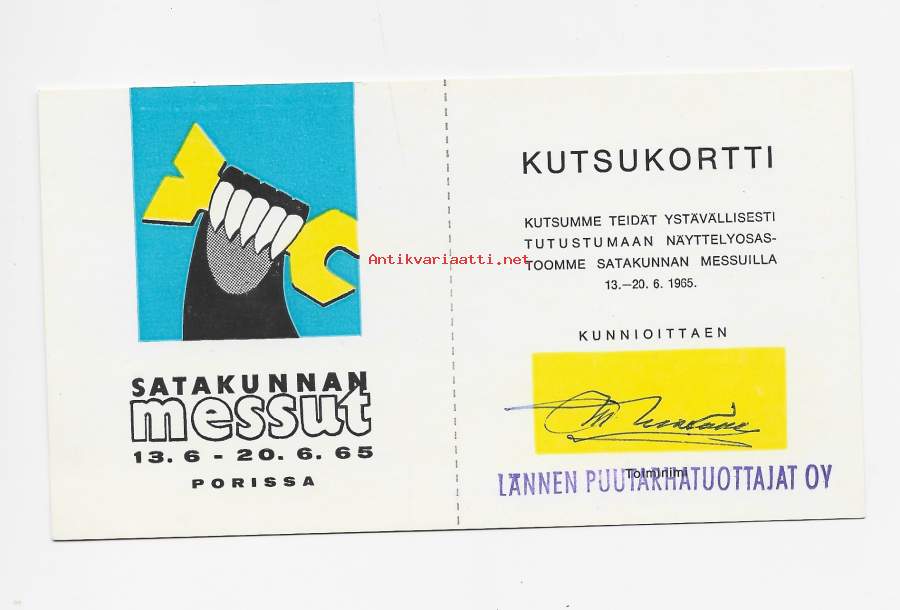 SATAKUNNAN
messut
13.6 - 20.6.65
PORISSA
KUTSUKORTTI
KUTSUMME TEIDÄT YSTÄVÄLLISESTI
TUTUSTUMAAN NÄYTTELYOSAS-
TOOMME SATAKUNNAN MESSUILLA
13.—20. 6. 1965.
KUNNIOITTAEN
Toiminimi
LÄNNEN PUUTARHATUOTTAJAT OY
Antikvariaatti.net